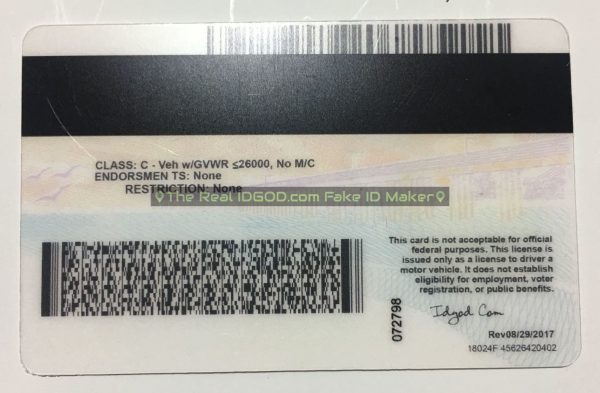 CLASS: C - Veh w/GVWR ≤26000, No M/C
ENDORSMEN TS: None
RESTRICTION: None
The Real IDGOD.com Fake ID Maker
This card is not acceptable for official
federal purposes. This license is
issued only as a license to driver a
motor vehicle. It does not establish
eligibility for employment, voter
registration, or public benefits.
Idgod Com
072798
Rev08/29/2017
18024F 45626420402